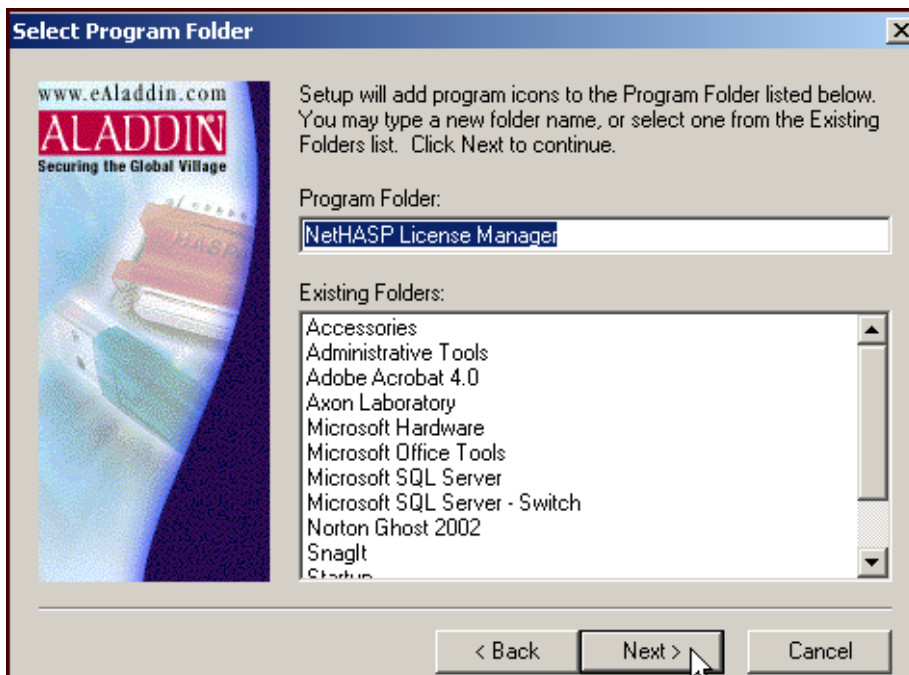 Select Program Folder
www.eAladdin.com
ALADDIN
Securing the Global Village
HASP
Setup will add program icons to the Program Folder listed below.
You may type a new folder name, or select one from the Existing
Folders list. Click Next to continue.
Program Folder:
NetHASP License Manager
Existing Folders:
Accessories
Administrative Tools
Adobe Acrobat 4.0
Axon Laboratory
Microsoft Hardware
Microsoft Office Tools
Microsoft SQL Server
Microsoft SQL Server - Switch
Norton Ghost 2002
SnagIt
Startup
< Back
Next >
Cancel